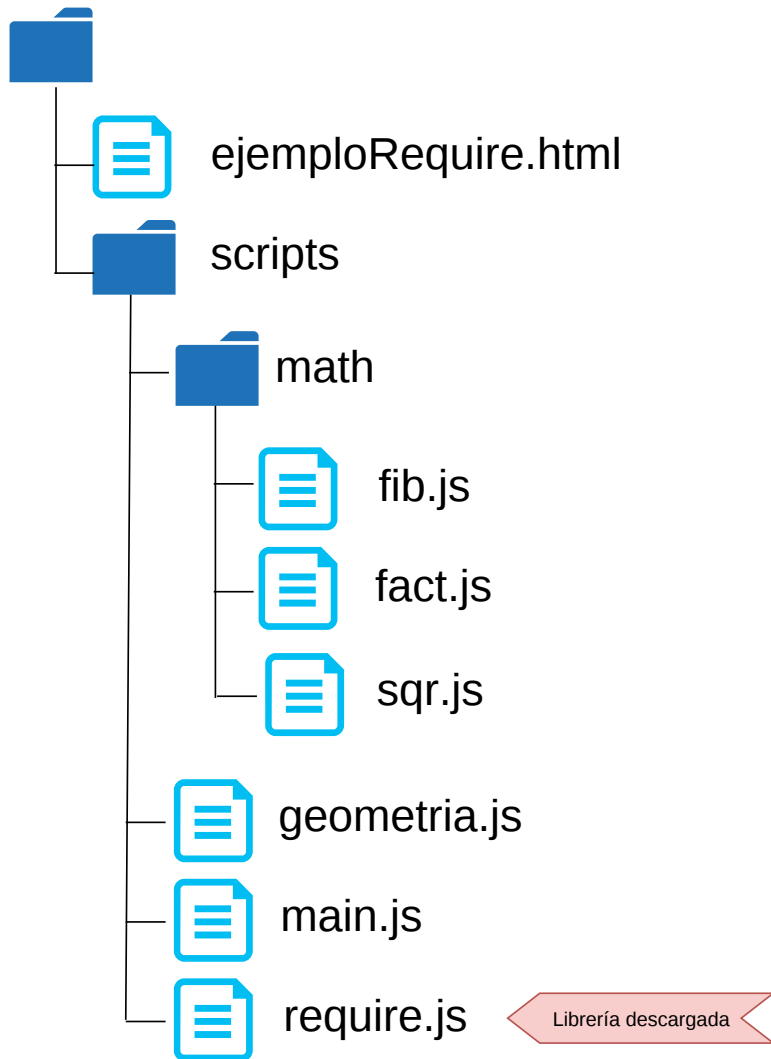 ejemploRequire.html
scripts
math
fib.js
fact.js
sqr.js
geometria.js
main.js
require.js
Librería descargada